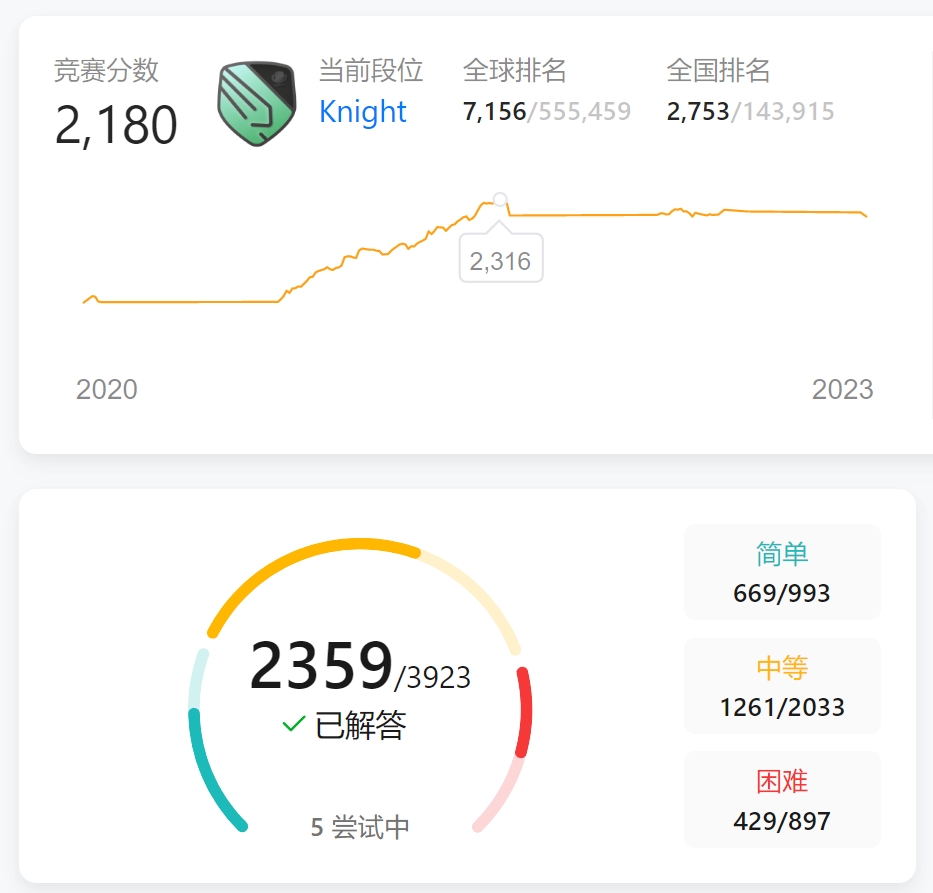 竞赛分数 当前段位 全球排名 全国排名
2,180 Knight 7,156/555,459 2,753/143,915
2,316
2020 2023
简单
669/993
中等
1261/2033
困难
429/897
2359/3923
已解答
5 尝试中